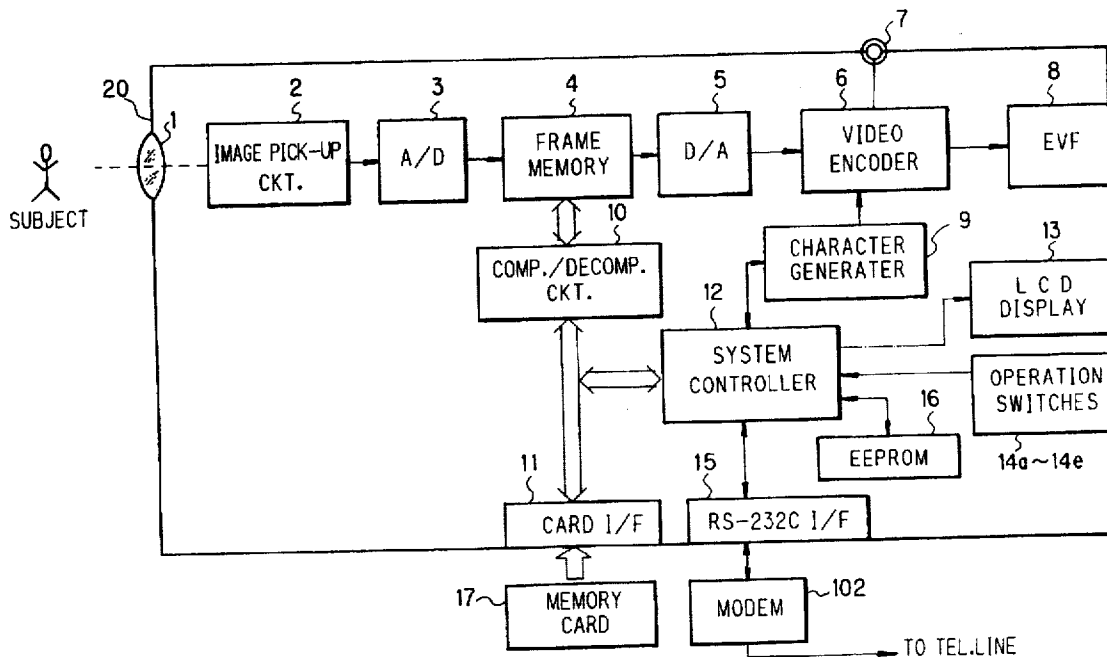 7
20
1
2
3
4
5
6
8
IMAGE PICK-UP
CKT.
A/D
FRAME
MEMORY
D/A
VIDEO
ENCODER
EVF
SUBJECT
10
COMP./DECOMP.
CKT.
CHARACTER
GENERATER
9
13
LCD
DISPLAY
12
SYSTEM
CONTROLLER
OPERATION
SWITCHES
14a~14e
16
EEPROM
11
CARD I/F
15
RS-232C I/F
17
MEMORY
CARD
MODEM
102
TO TEL.LINE